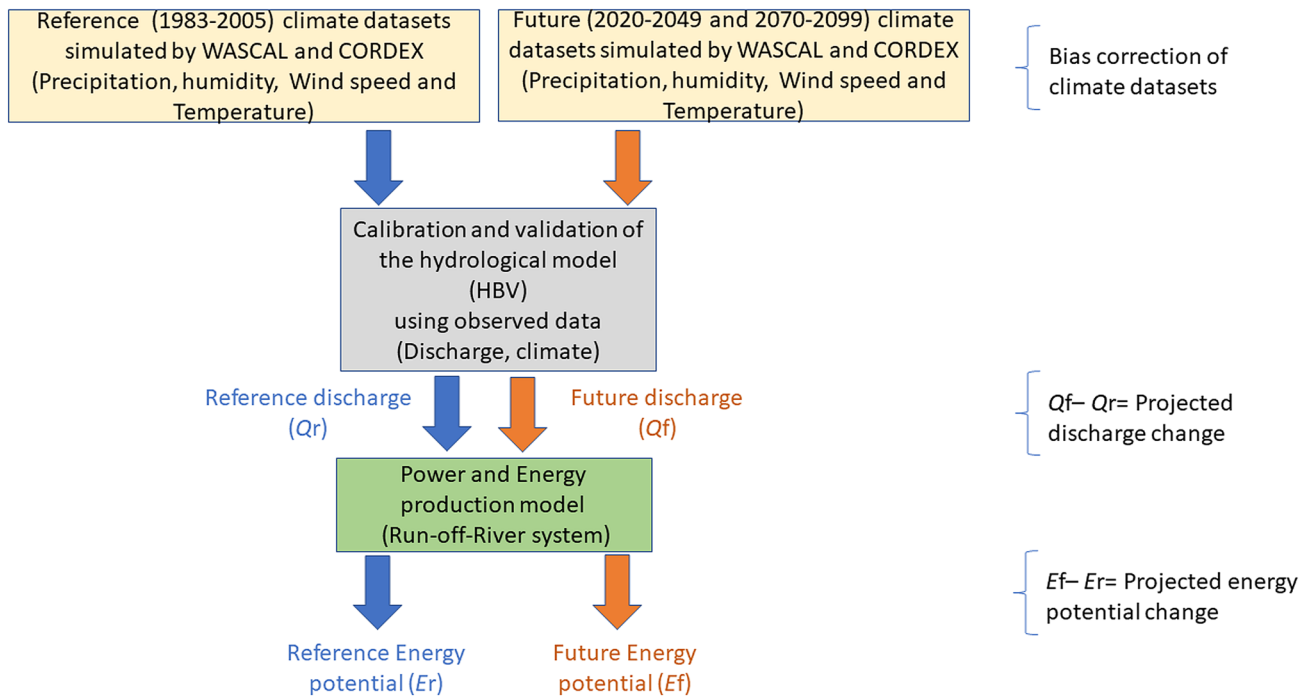 Reference (1983-2005) climate datasets
simulated by WASCAL and CORDEX
(Precipitation, humidity, Wind speed and
Temperature)
Future (2020-2049 and 2070-2099) climate
datasets simulated by WASCAL and CORDEX
(Precipitation, humidity, Wind speed and
Temperature)
Bias correction of
climate datasets
Calibration and validation of
the hydrological model
(HBV)
using observed data
(Discharge, climate)
Reference discharge
(Qr)
Future discharge
(Qf)
Qf– Qr= Projected
discharge change
Power and Energy
production model
(Run-off-River system)
Ef– Er= Projected energy
potential change
Reference Energy
potential (Er)
Future Energy
potential (Ef)